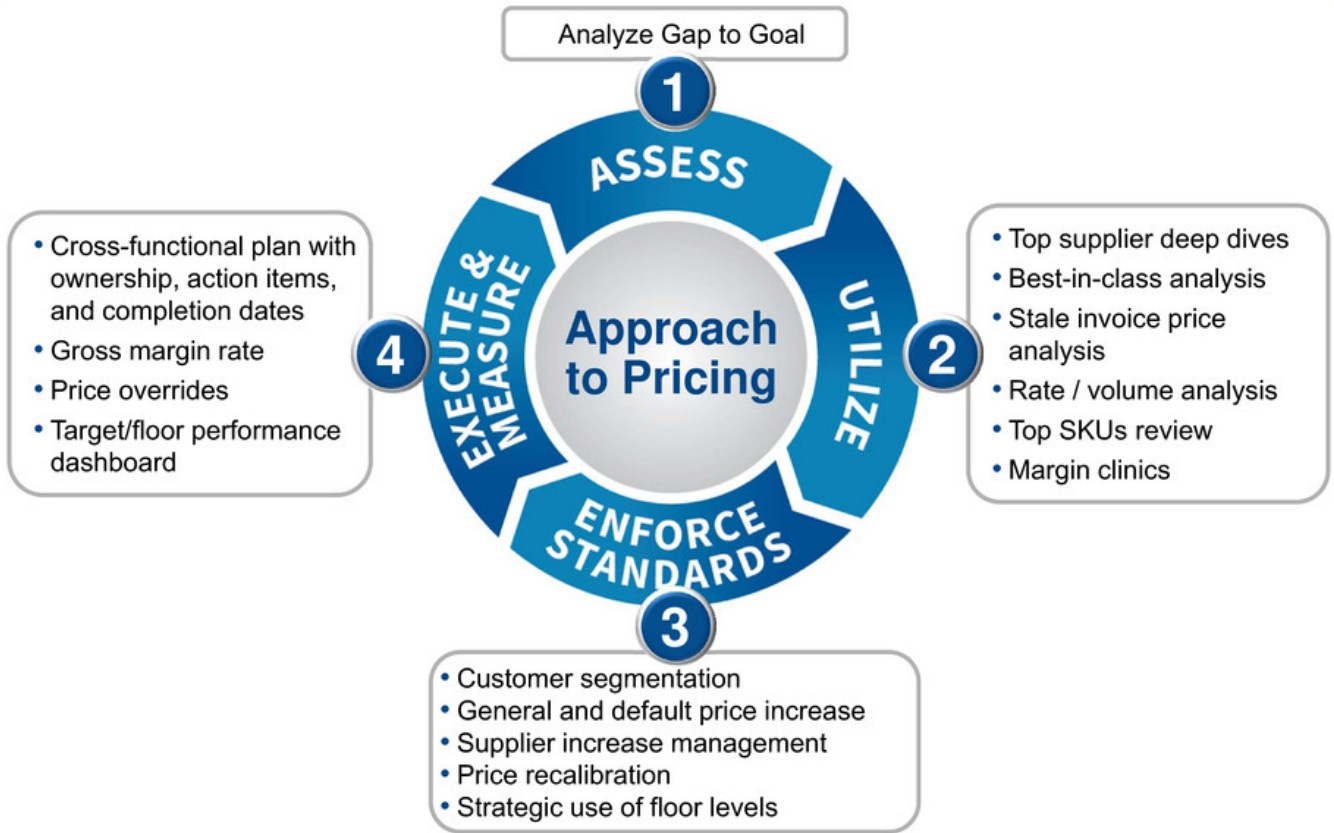 Analyze Gap to Goal
1
ASSESS
UTILIZE
2
• Top supplier deep dives
• Best-in-class analysis
• Stale invoice price
analysis
• Rate / volume analysis
• Top SKUs review
• Margin clinics
ENFORCE
STANDARDS
3
• Customer segmentation
• General and default price increase
• Supplier increase management
• Price recalibration
• Strategic use of floor levels
EXECUTE &
MEASURE
4
• Cross-functional plan with
ownership, action items,
and completion dates
• Gross margin rate
• Price overrides
• Target/floor performance
dashboard
Approach
to Pricing